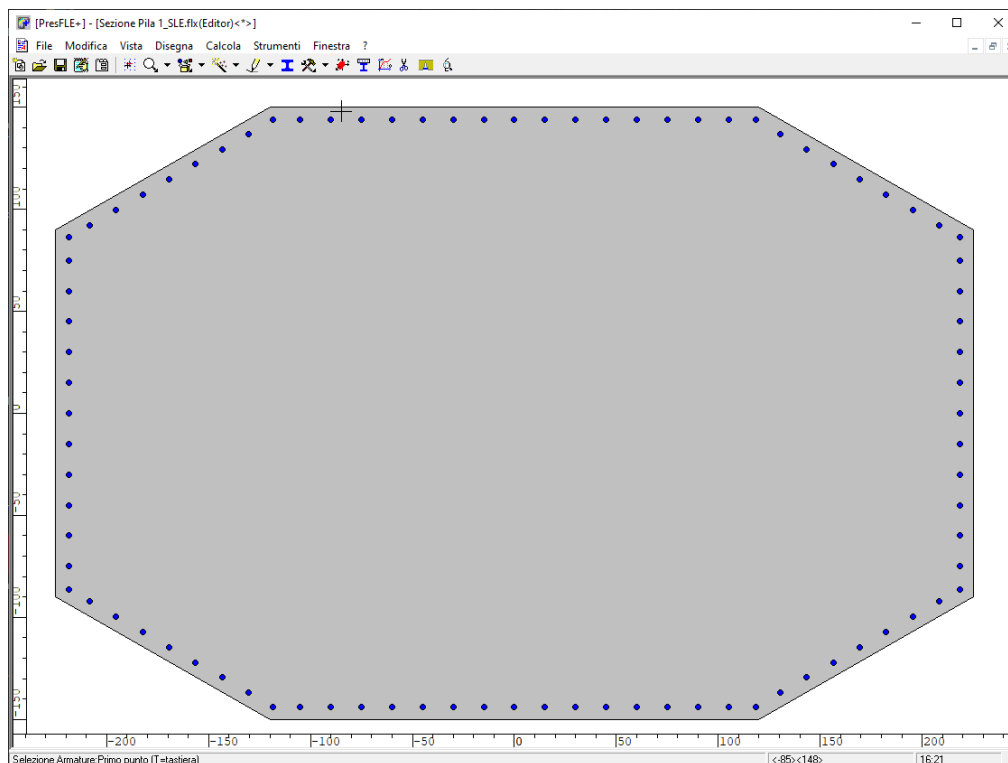 [PresFLE+] - [Sezione Pila 1_SLE.flx(Editor)<*>]
File Modifica Vista Disegna Calcola Strumenti Finestra ?
150
100
50
0
-50
-100
-150
-200 -150 -100 -50 0 50 100 150 200
Selezione Armature:Primo punto (T=tastiera) <-85><148> 16:21